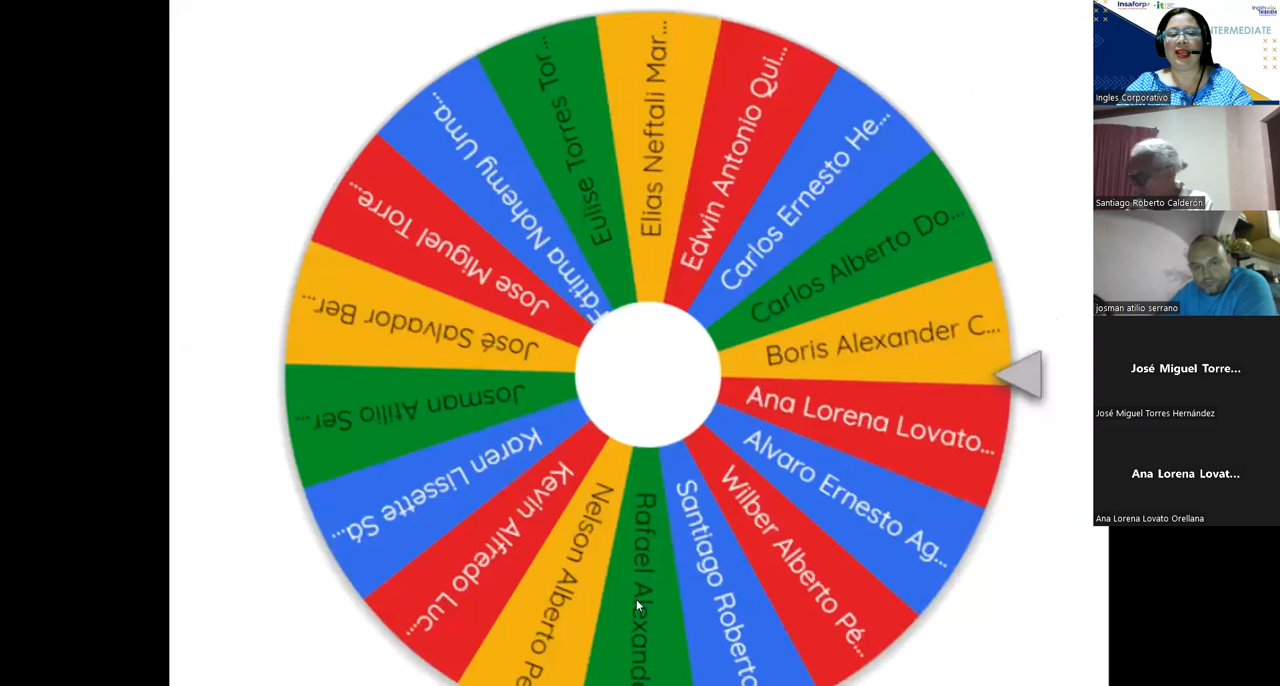 Elias Neftali Mar...
Edwin Antonio Qui...
Carlos Ernesto He...
Carlos Alberto Do...
Boris Alexander C...
Ana Lorena Lovato...
Alvaro Ernesto Ag...
Wilber Alberto Pé...
Santiago Roberto
Rafael Alexand
Nelson Alberto Pe
Kevin Alfredo Luc...
Karen Lissette Sá...
Josman Atilio Ser...
José Salvador Ber...
Jose Miguel Torre...
Fátima Nohemy Uma...
Eulise Torres Tor...
Insaforp
INTERMEDIATE
Ingles Corporativo
Santiago Roberto Calderón
josman atilio serrano
José Miguel Torre...
José Miguel Torres Hernández
Ana Lorena Lovat...
Ana Lorena Lovato Orellana